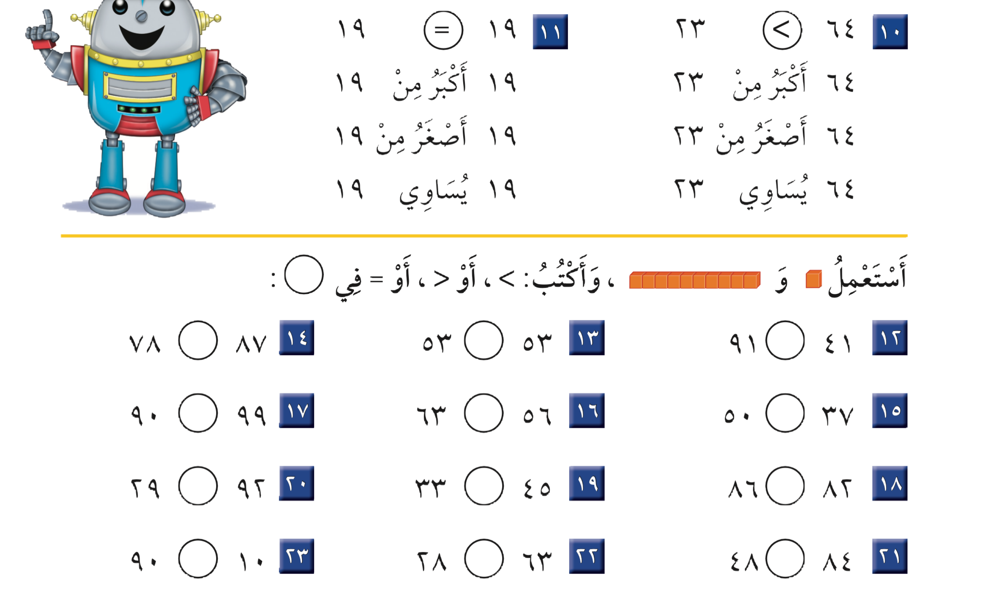 ١٠ ٦٤ < ٢٣ ١١ ١٩ = ١٩
٦٤ أَكْبَرُ مِنْ ٢٣ ١٩ أَكْبَرُ مِنْ ١٩
٦٤ أَصْغَرُ مِنْ ٢٣ ١٩ أَصْغَرُ مِنْ ١٩
٦٤ يُسَاوِي ٢٣ ١٩ يُسَاوِي ١٩
أَسْتَعْمِلُ وَ ، وَأَكْتُبُ: < ، أَوْ > ، أَوْ = فِي :
١٢ ٤١ ٩١ ١٣ ٥٣ ٥٣ ١٤ ٨٧ ٧٨
١٥ ٣٧ ٥٠ ١٦ ٥٦ ٦٣ ١٧ ٩٩ ٩٠
١٨ ٨٢ ٨٦ ١٩ ٤٥ ٣٣ ٢٠ ٩٢ ٢٩
٢١ ٨٤ ٤٨ ٢٢ ٦٣ ٢٨ ٢٣ ١٠ ٩٠